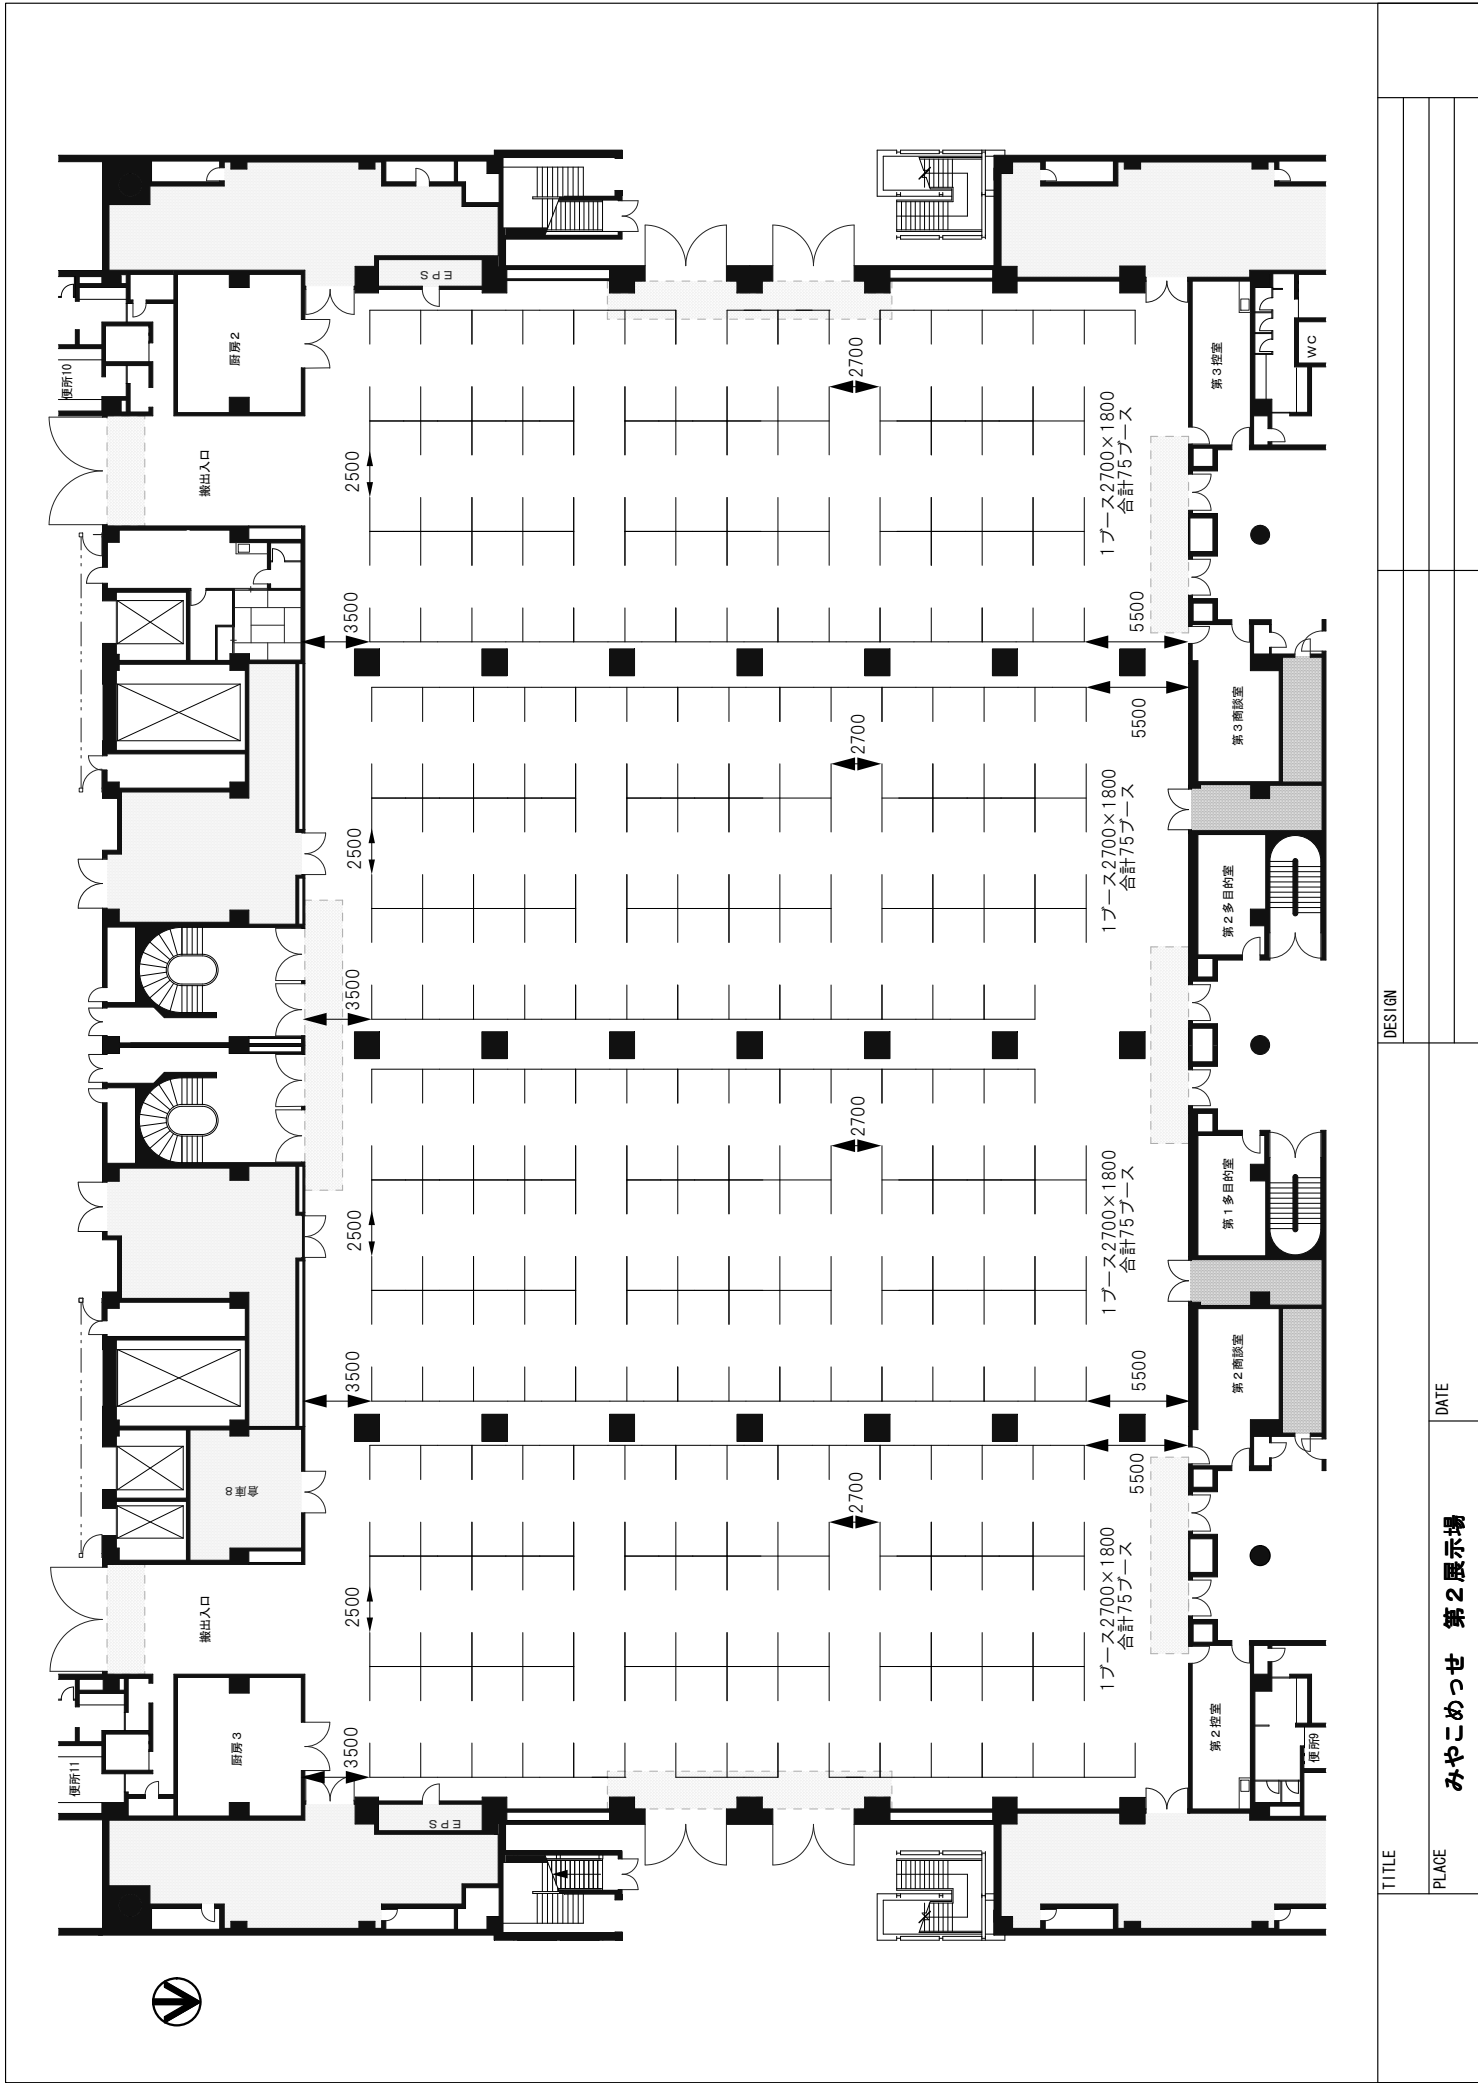 EPS
便所10
厨房2
搬出入口
2700
2500
1ブース2700×1800
合計75ブース
第3控室
WC
3500
5500
5500
第3商談室
2700
2500
1ブース2700×1800
合計75ブース
第2多目的室
3500
2700
2500
1ブース2700×1800
合計75ブース
第1多目的室
3500
5500
第2商談室
5500
倉庫8
2700
2500
1ブース2700×1800
合計75ブース
搬出入口
便所11
厨房3
3500
第2控室
便所9
EPS
TITLE
DESIGN
PLACE
みやこめっせ 第2展示場
DATE